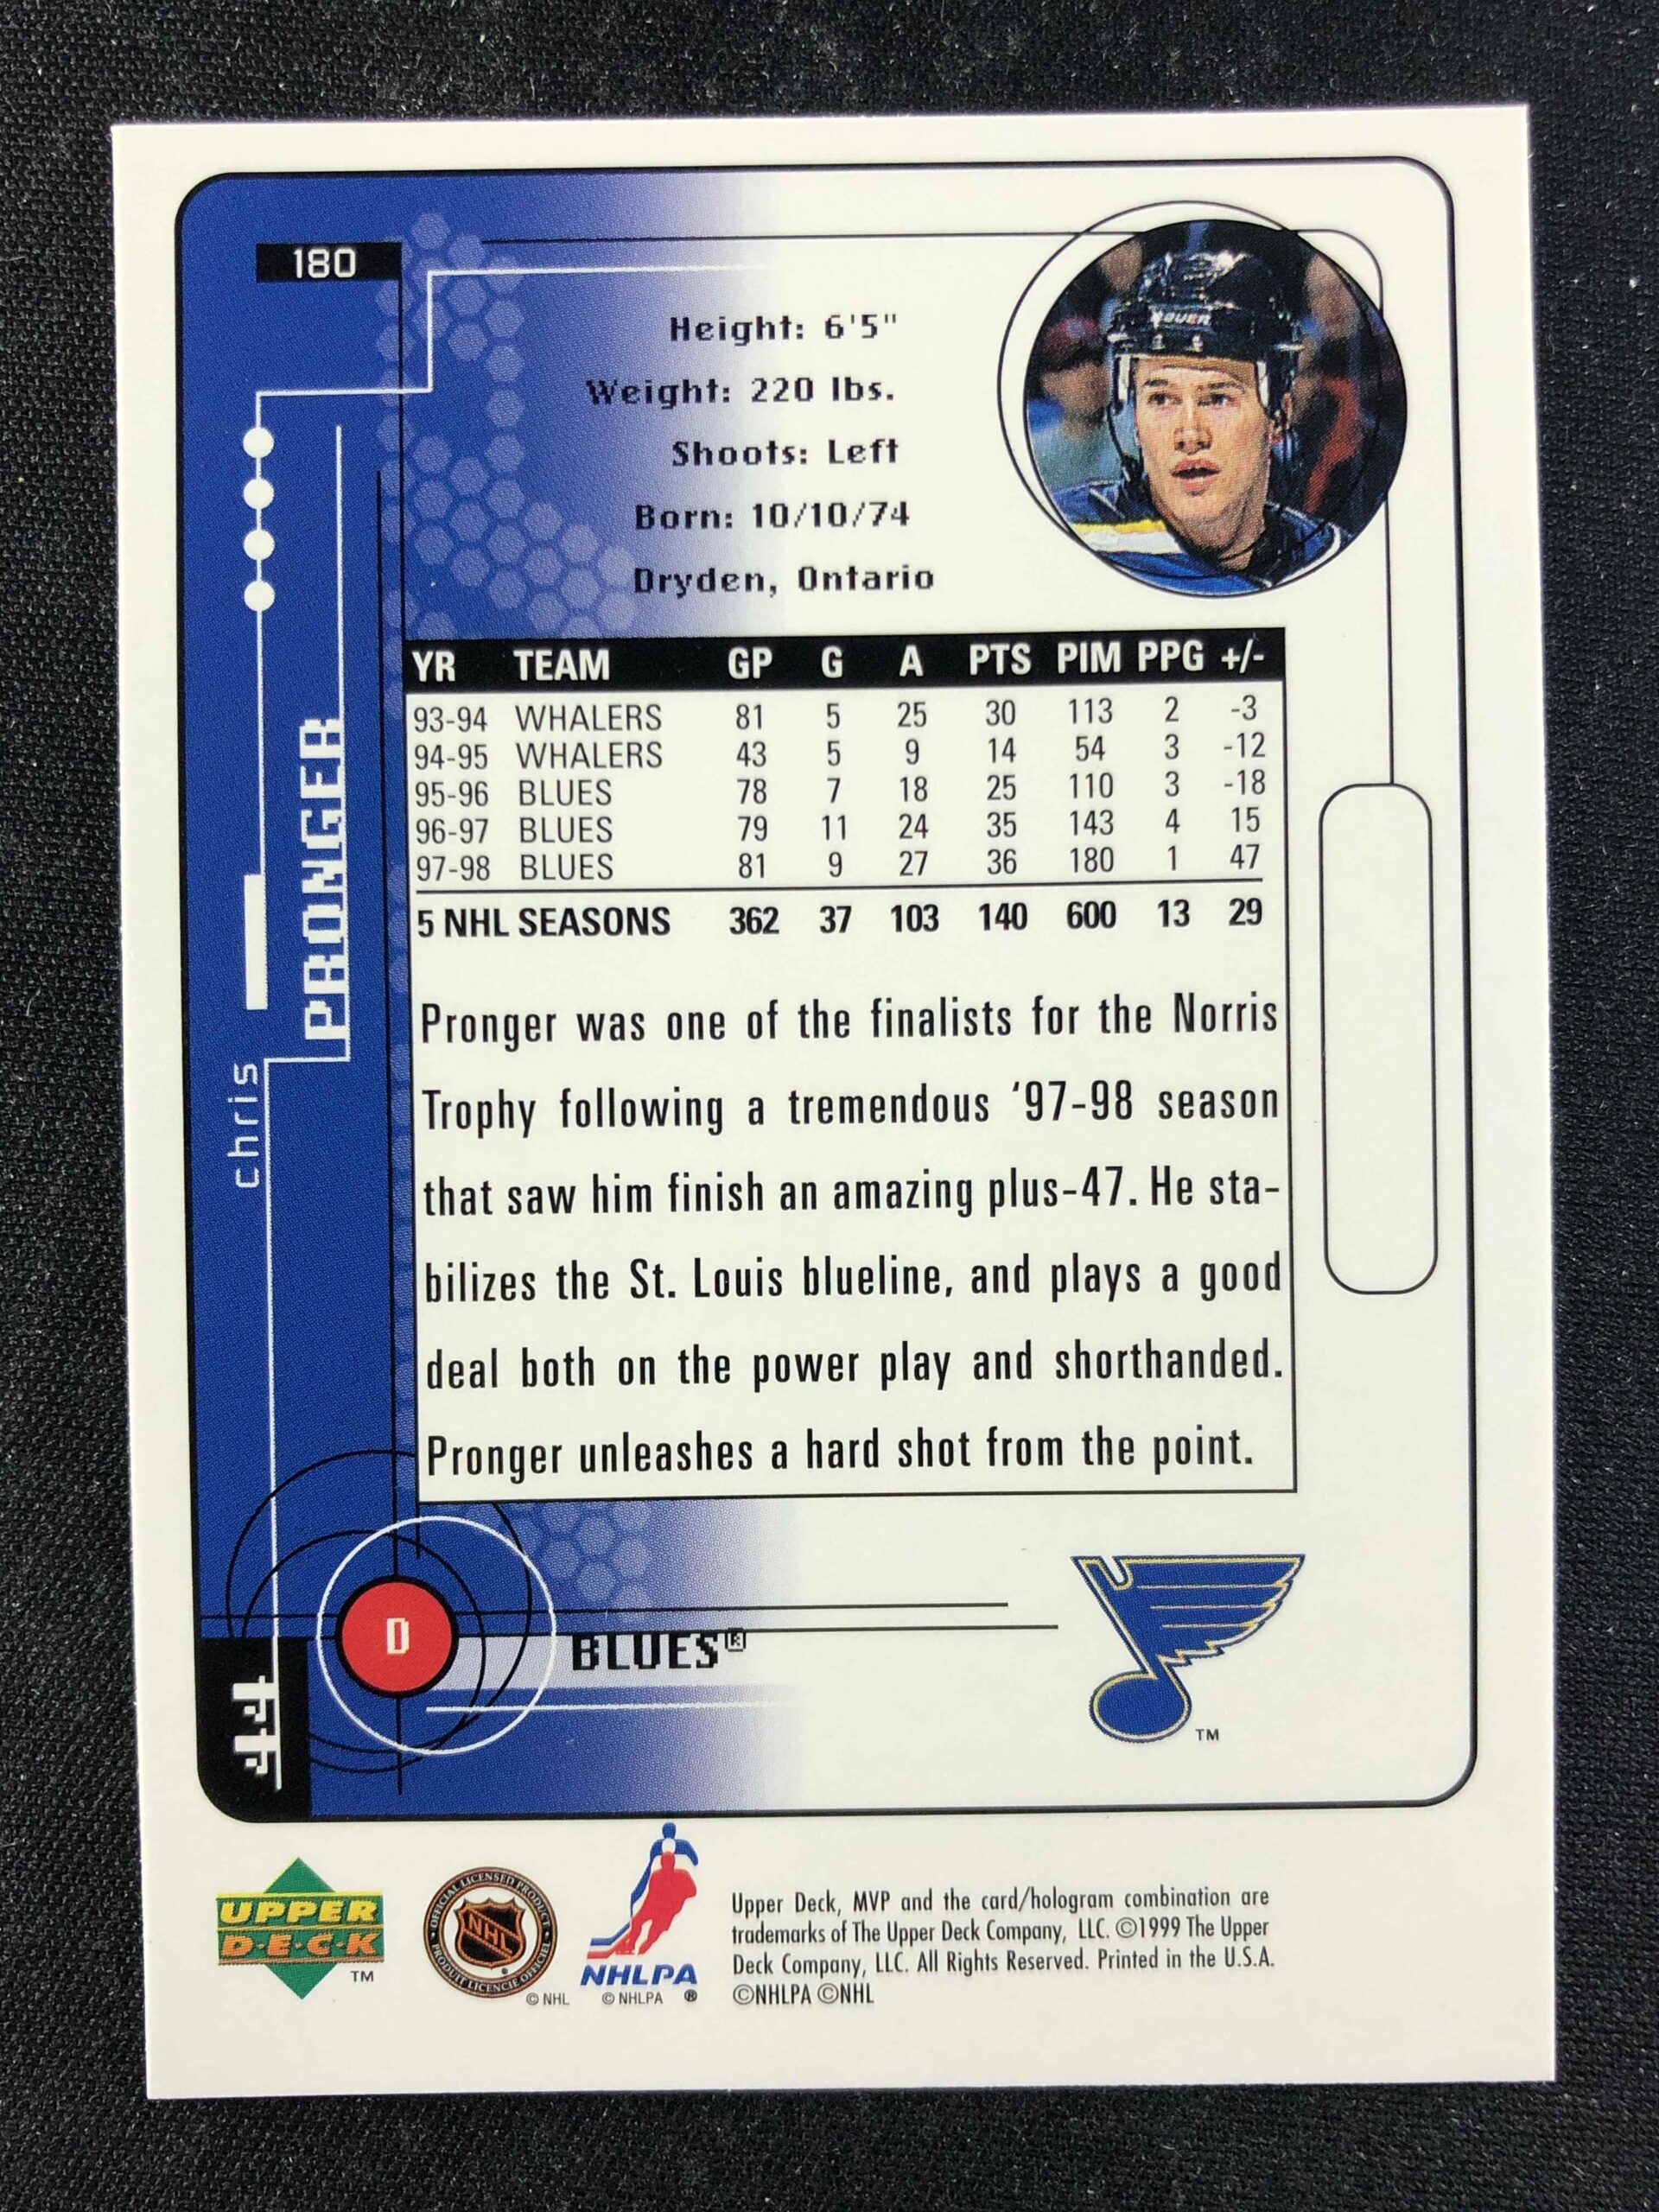 180
Height: 6'5"
Weight: 220 lbs.
Shoots: Left
Born: 10/10/74
Dryden, Ontario
BAUER
chris
PRONGER
YR TEAM GP G A PTS PIM PPG +/-
93-94 WHALERS 81 5 25 30 113 2 -3
94-95 WHALERS 43 5 9 14 54 3 -12
95-96 BLUES 78 7 18 25 110 3 -18
96-97 BLUES 79 11 24 35 143 4 15
97-98 BLUES 81 9 27 36 180 1 47
5 NHL SEASONS 362 37 103 140 600 13 29
Pronger was one of the finalists for the Norris
Trophy following a tremendous ‘97-98 season
that saw him finish an amazing plus-47. He sta-
bilizes the St. Louis blueline, and plays a good
deal both on the power play and shorthanded.
Pronger unleashes a hard shot from the point.
D
BLUES®
TM
UPPER
D·E·C·K
TM
OFFICIAL LICENSED PRODUCT
NHL
PRODUIT LICENCIE OFFICIEL
© NHL
NHLPA
© NHLPA ®
Upper Deck, MVP and the card/hologram combination are
trademarks of The Upper Deck Company, LLC. ©1999 The Upper
Deck Company, LLC. All Rights Reserved. Printed in the U.S.A.
©NHLPA ©NHL